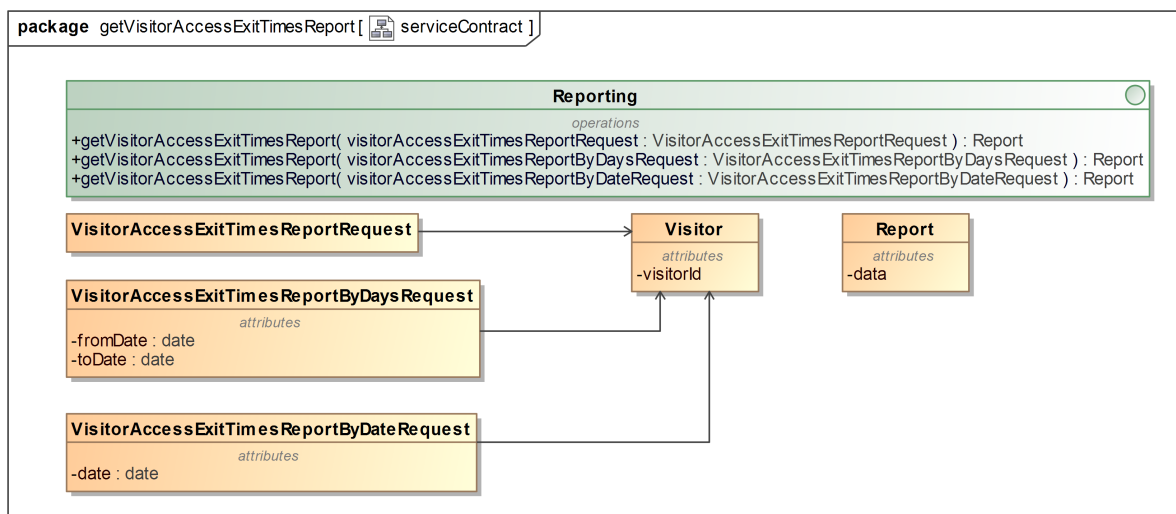 package getVisitorAccessExitTimesReport [ serviceContract ]
Reporting
operations
+getVisitorAccessExitTimesReport( visitorAccessExitTimesReportRequest : VisitorAccessExitTimesReportRequest ) : Report
+getVisitorAccessExitTimesReport( visitorAccessExitTimesReportByDaysRequest : VisitorAccessExitTimesReportByDaysRequest ) : Report
+getVisitorAccessExitTimesReport( visitorAccessExitTimesReportByDateRequest : VisitorAccessExitTimesReportByDateRequest ) : Report
VisitorAccessExitTimesReportRequest
Visitor
attributes
-visitorId
Report
attributes
-data
VisitorAccessExitTimesReportByDaysRequest
attributes
-fromDate : date
-toDate : date
VisitorAccessExitTimesReportByDateRequest
attributes
-date : date